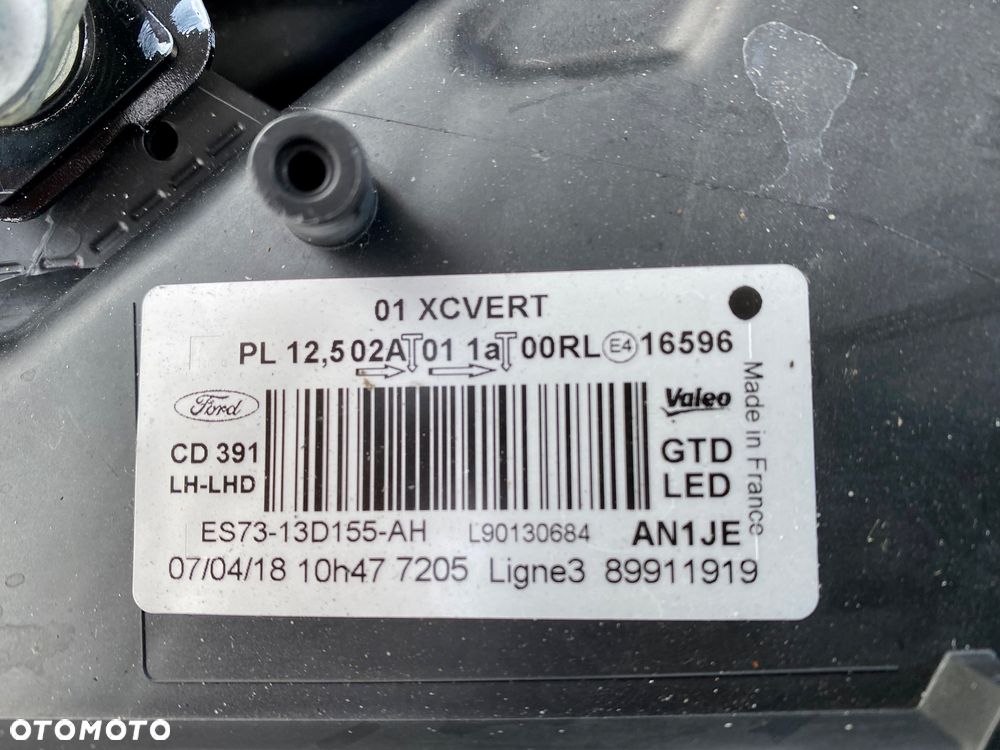 01 XCVERT
PL 12,5 02A 01 1a 00RL E4 16596
Ford
Valeo
Made in France
CD 391
GTD
LH-LHD
LED
ES73-13D155-AH L90130684 AN1JE
07/04/18 10h47 7205 Ligne3 89911919
OTOMOTO